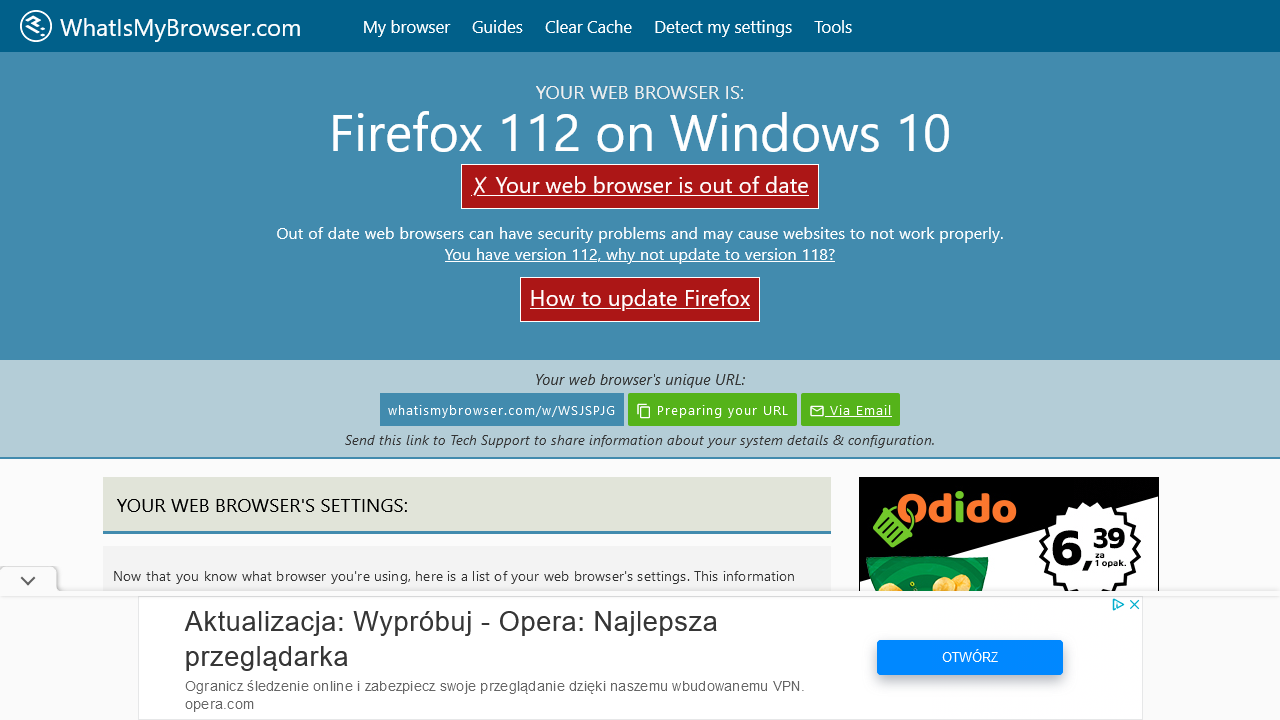 WhatIsMyBrowser.com
My browser Guides Clear Cache Detect my settings Tools
YOUR WEB BROWSER IS:
Firefox 112 on Windows 10
✗ Your web browser is out of date
Out of date web browsers can have security problems and may cause websites to not work properly.
You have version 112, why not update to version 118?
How to update Firefox
Your web browser's unique URL:
whatismybrowser.com/w/WSJSPJG Preparing your URL Via Email
Send this link to Tech Support to share information about your system details & configuration.
YOUR WEB BROWSER'S SETTINGS:
Now that you know what browser you're using, here is a list of your web browser's settings. This information
Odido
6,39
za
1 opak.
Aktualizacja: Wypróbuj - Opera: Najlepsza
przeglądarka
Ogranicz śledzenie online i zabezpiecz swoje przeglądanie dzięki naszemu wbudowanemu VPN.
opera.com
OTWÓRZ